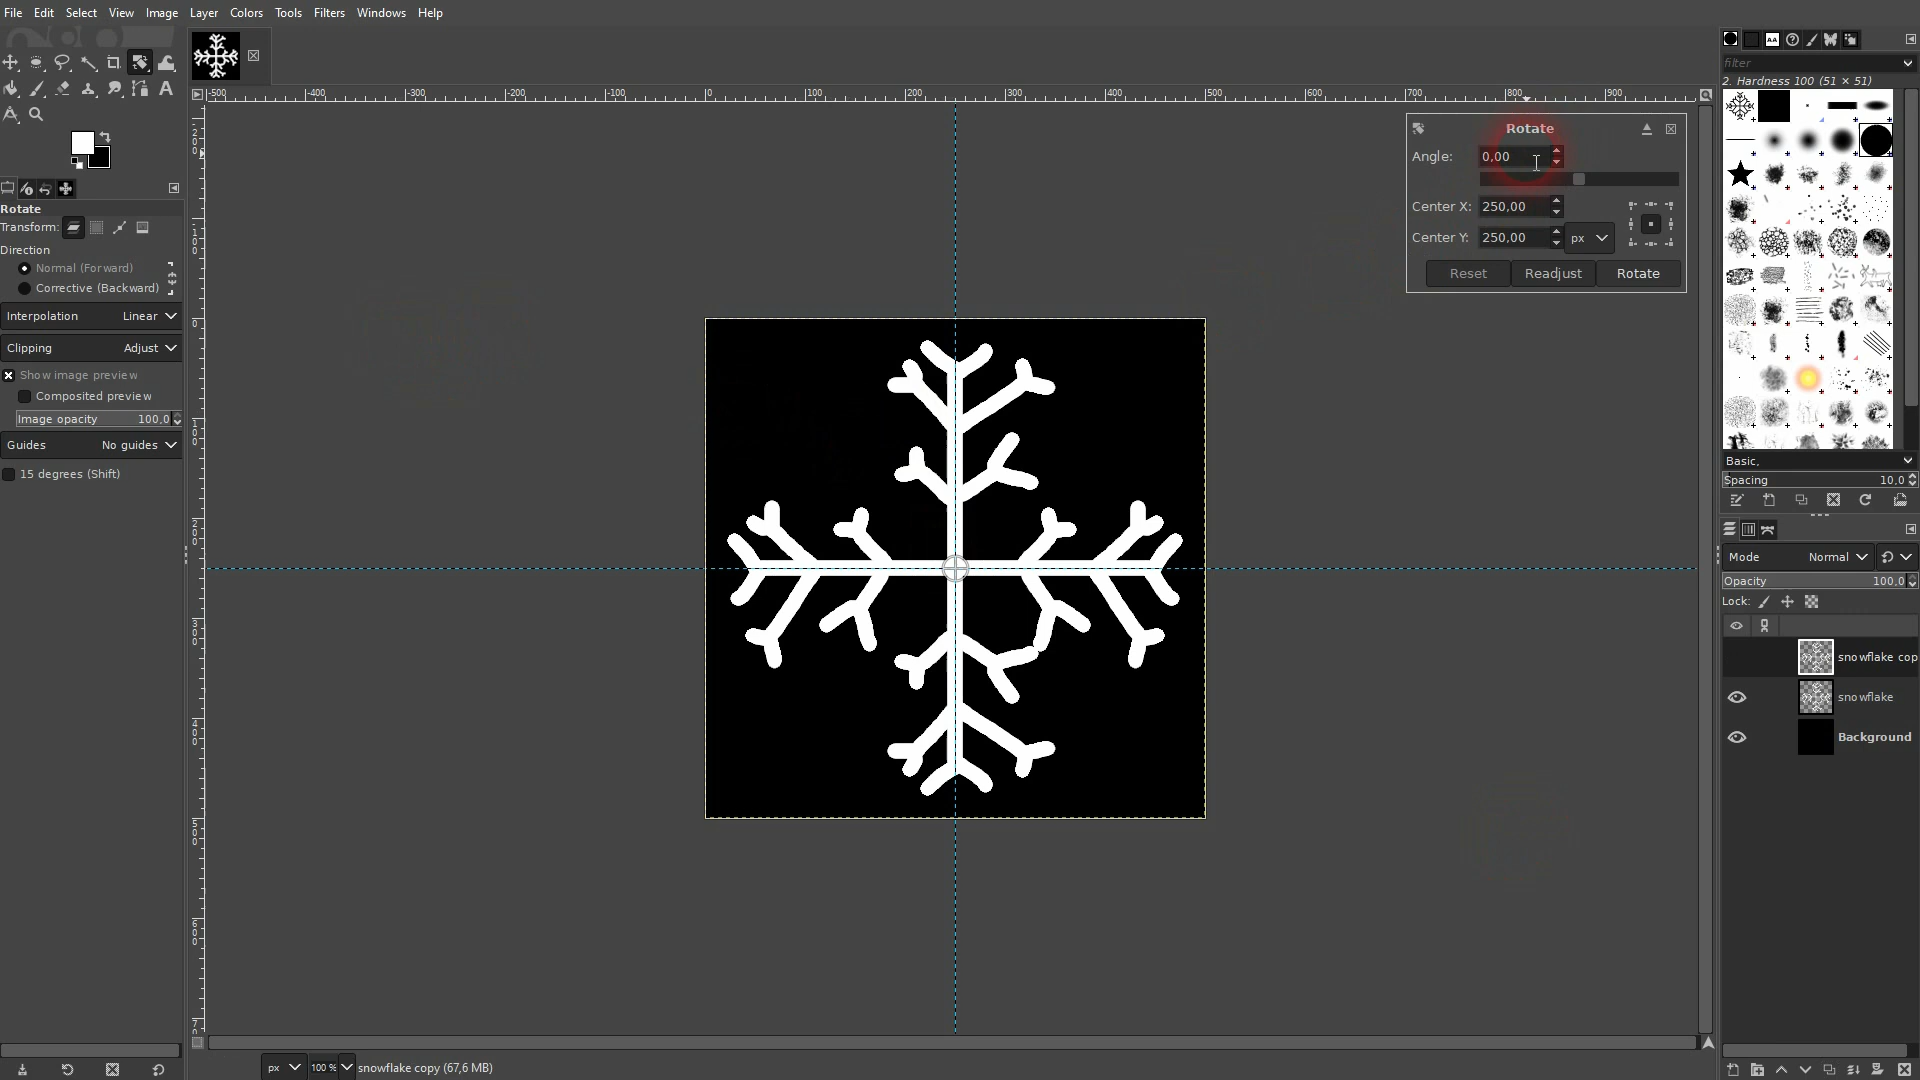 File Edit Select View Image Layer Colors Tools Filters Windows Help
filter
2. Hardness 100 (51 × 51)
-500 -400 -300 -200 -100 0 100 200 300 400 500 600 700 800 900
Rotate
Angle: 0,00
Center X: 250,00
Center Y: 250,00 px
Reset Readjust Rotate
Rotate
Transform:
Direction
Normal (Forward)
Corrective (Backward)
Interpolation Linear
Clipping Adjust
Show image preview
Composited preview
Image opacity 100,0
Guides No guides
15 degrees (Shift)
Basic,
Spacing 10,0
Mode Normal
Opacity 100,0
Lock:
snowflake cop
snowflake
Background
px 100 % snowflake copy (67,6 MB)